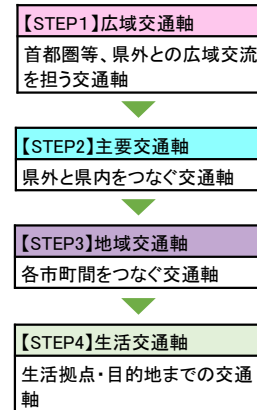 【STEP1】広域交通軸
首都圏等、県外との広域交流
を担う交通軸
【STEP2】主要交通軸
県外と県内をつなぐ交通軸
【STEP3】地域交通軸
各市町間をつなぐ交通軸
【STEP4】生活交通軸
生活拠点・目的地までの交通
軸